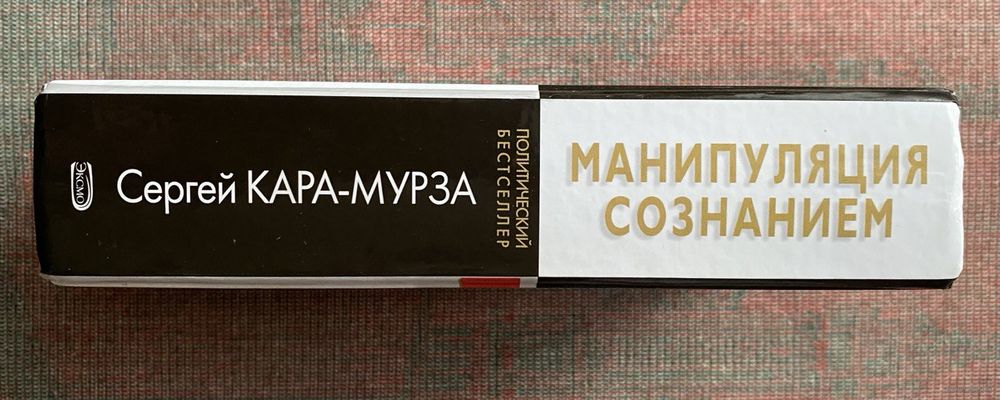 ЭКСМО
Сергей КАРА-МУРЗА
ПОЛИТИЧЕСКИЙ
БЕСТСЕЛЛЕР
МАНИПУЛЯЦИЯ
СОЗНАНИЕМ